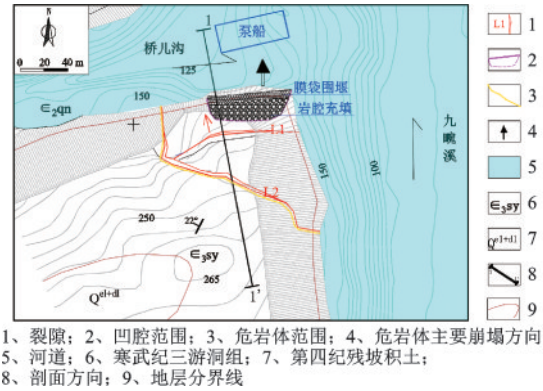 N
0 20 40 m
桥儿沟
125
1
泵船
150
∈₂qn
膜袋围堰
岩腔充填
L1
九畹溪
150
100
L2
250
22°
∈₃sy
265
Qᵉˡ⁺ᵈˡ
1'
L1 1
2
3
4
5
∈₃sy 6
Qᵉˡ⁺ᵈˡ 7
8
9
1、裂隙；2、凹腔范围；3、危岩体范围；4、危岩体主要崩塌方向
5、河道；6、寒武纪三游洞组；7、第四纪残坡积土；
8、剖面方向；9、地层分界线